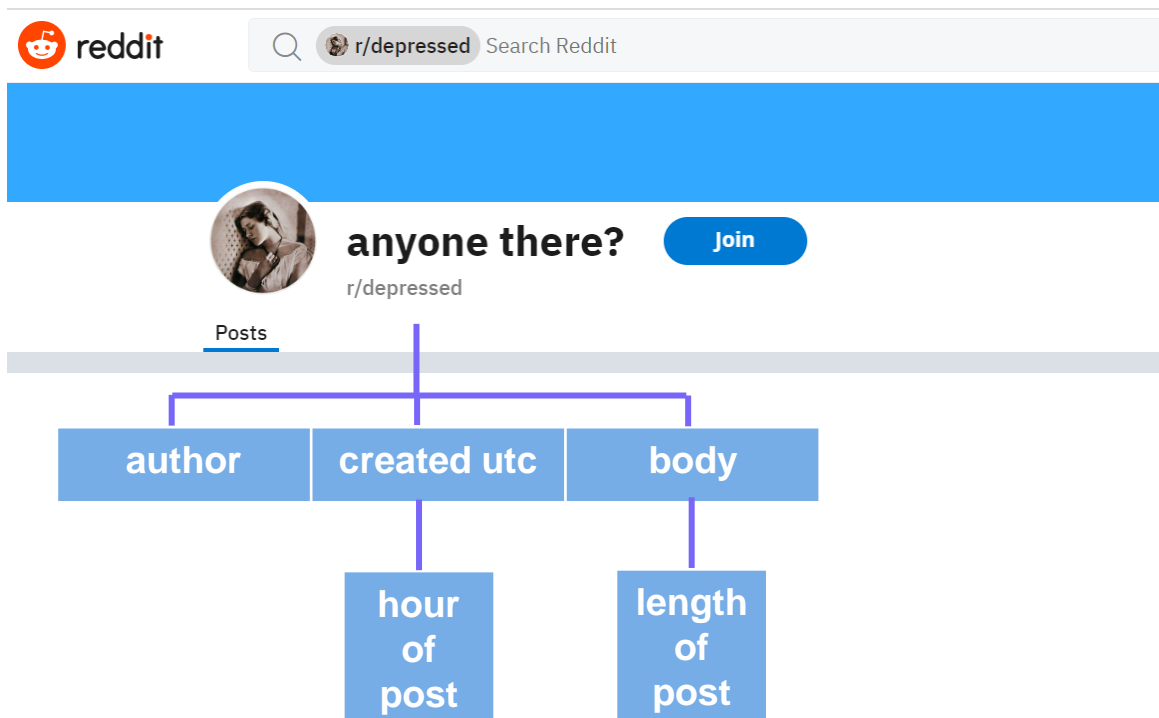 reddit
r/depressed Search Reddit
anyone there?
Join
r/depressed
Posts
author
created utc
body
hour
of
post
length
of
post